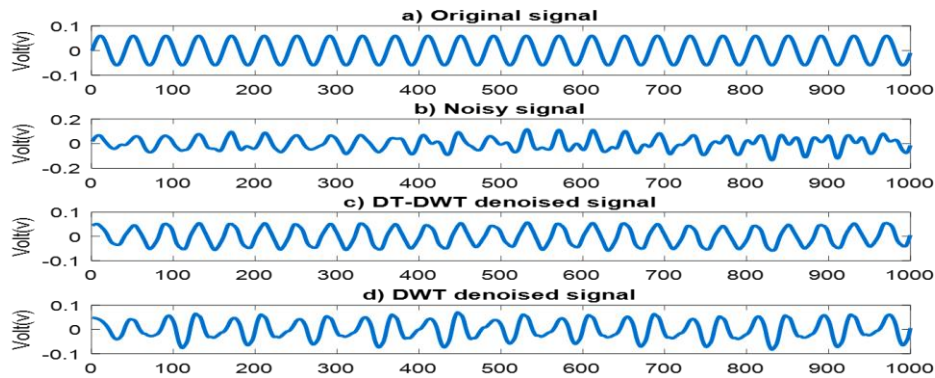 a) Original signal
0.1
0
-0.1
Volt(v)
0 100 200 300 400 500 600 700 800 900 1000
b) Noisy signal
0.2
0
-0.2
Volt(v)
0 100 200 300 400 500 600 700 800 900 1000
c) DT-DWT denoised signal
0.1
0
-0.1
Volt(v)
0 100 200 300 400 500 600 700 800 900 1000
d) DWT denoised signal
0.1
0
-0.1
Volt(v)
0 100 200 300 400 500 600 700 800 900 1000